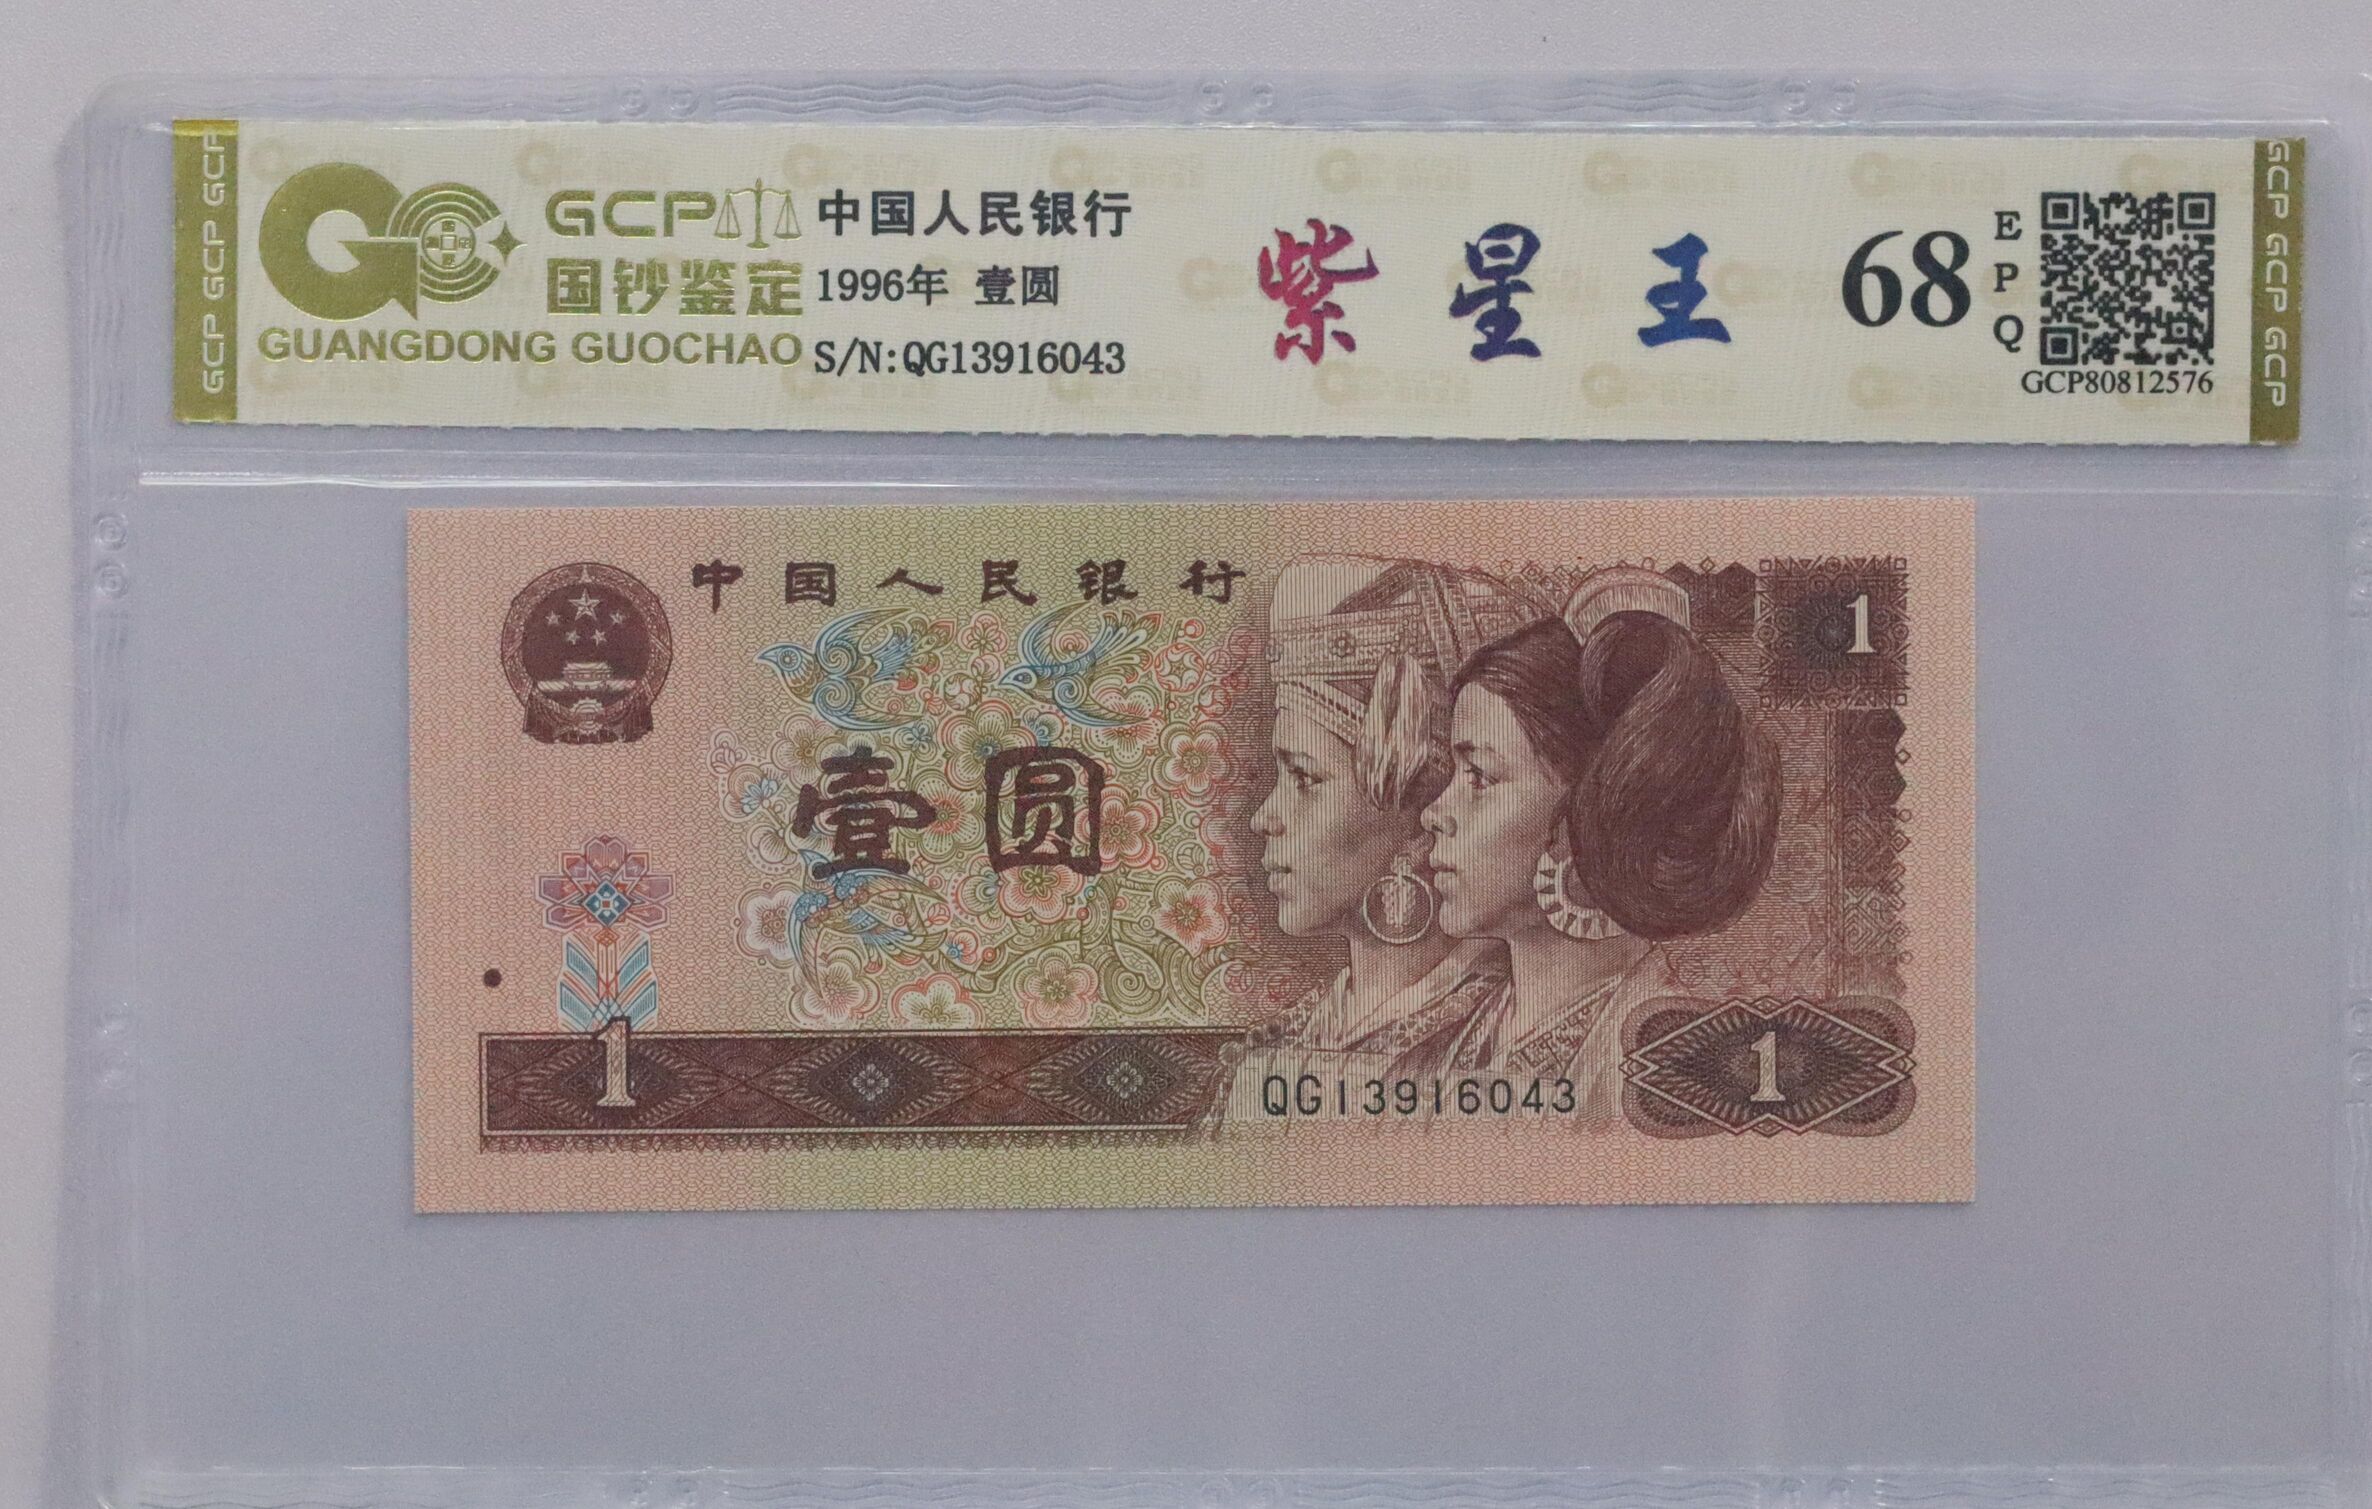 GCP GCP GCP
GCP
国钞鉴定
GUANGDONG GUOCHAO
中国人民银行
1996年 壹圆
S/N:QG13916043
紫星王
68
EPQ
GCP80812576
GCP GCP GCP
中国人民银行
1
壹圆
1
1
QG13916043